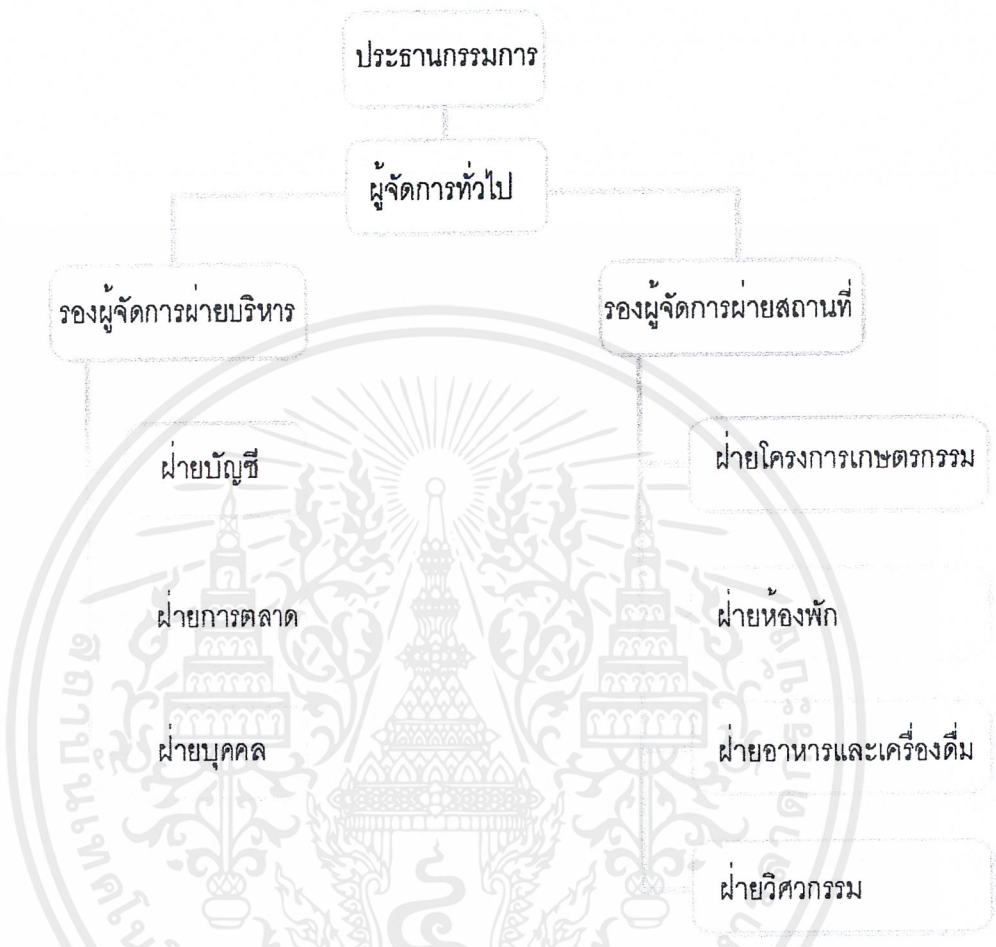 ประธานกรรมการ
ผู้จัดการทั่วไป
รองผู้จัดการฝ่ายบริหาร
รองผู้จัดการฝ่ายสถานที่
ฝ่ายบัญชี
ฝ่ายโครงการเกษตรกรรม
ฝ่ายการตลาด
ฝ่ายห้องพัก
ฝ่ายบุคคล
ฝ่ายอาหารและเครื่องดื่ม
ฝ่ายวิศวกรรม